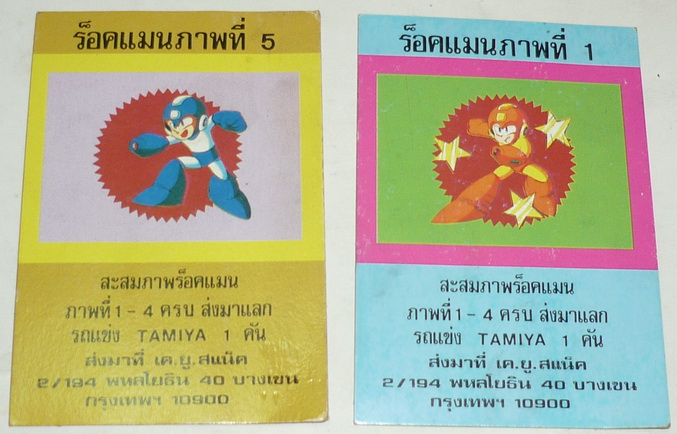 ร็อคแมนภาพที่ 5
สะสมภาพร็อคแมน
ภาพที่ 1 - 4 ครบ ส่งมาแลก
รถแข่ง TAMIYA 1 คัน
ส่งมาที่ เค.ยู.สแน็ค
2/194 พหลโยธิน 40 บางเขน
กรุงเทพฯ 10900
ร็อคแมนภาพที่ 1
สะสมภาพร็อคแมน
ภาพที่ 1 - 4 ครบ ส่งมาแลก
รถแข่ง TAMIYA 1 คัน
ส่งมาที่ เค.ยู.สแน็ค
2/194 พหลโยธิน 40 บางเขน
กรุงเทพฯ 10900